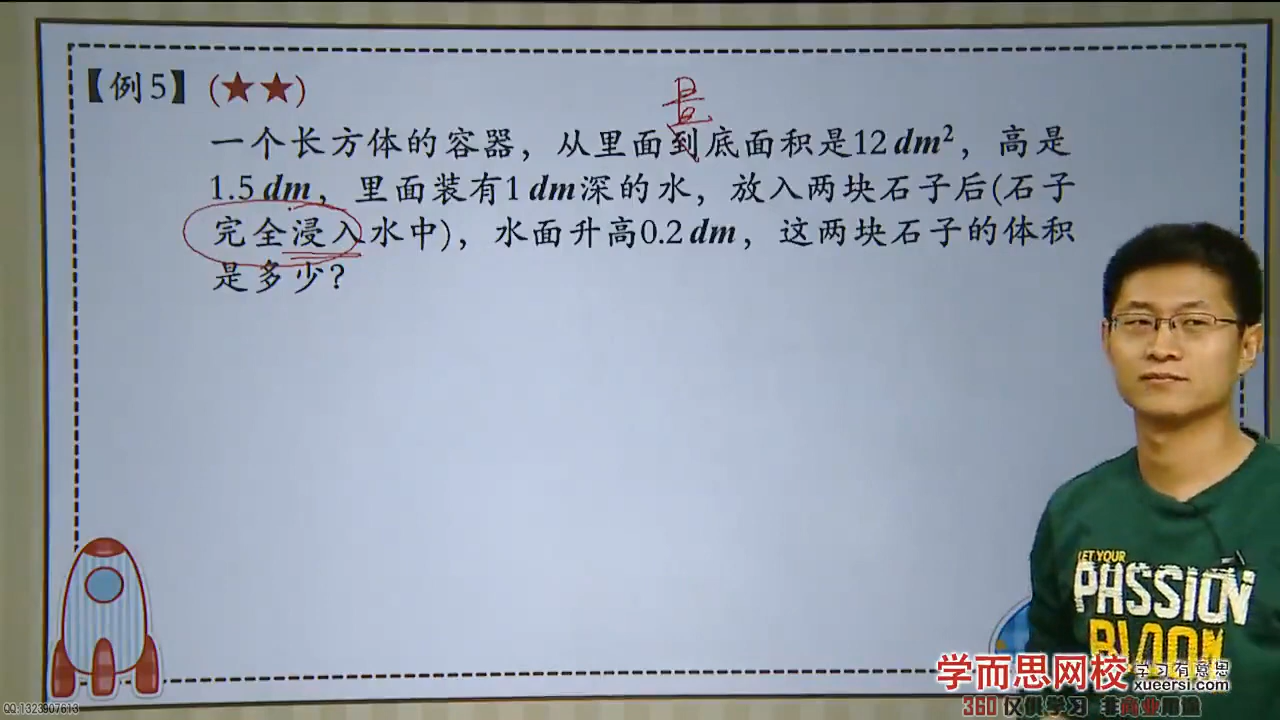 【例5】(★★)
量
一个长方体的容器，从里面到底面积是12 dm²，高是
1.5 dm，里面装有1 dm深的水，放入两块石子后(石子
完全浸入水中)，水面升高0.2 dm，这两块石子的体积
是多少？
LET YOUR
PASSION
BLOOM
学而思网校 学习有意思
xueersi.com
360 仅供学习 非商业用途
QQ:1323907613